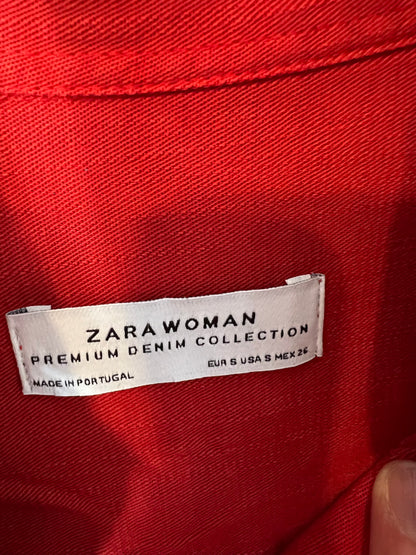 ZARA WOMAN
PREMIUM DENIM COLLECTION
MADE IN PORTUGAL
EUR S USA S MEX 26